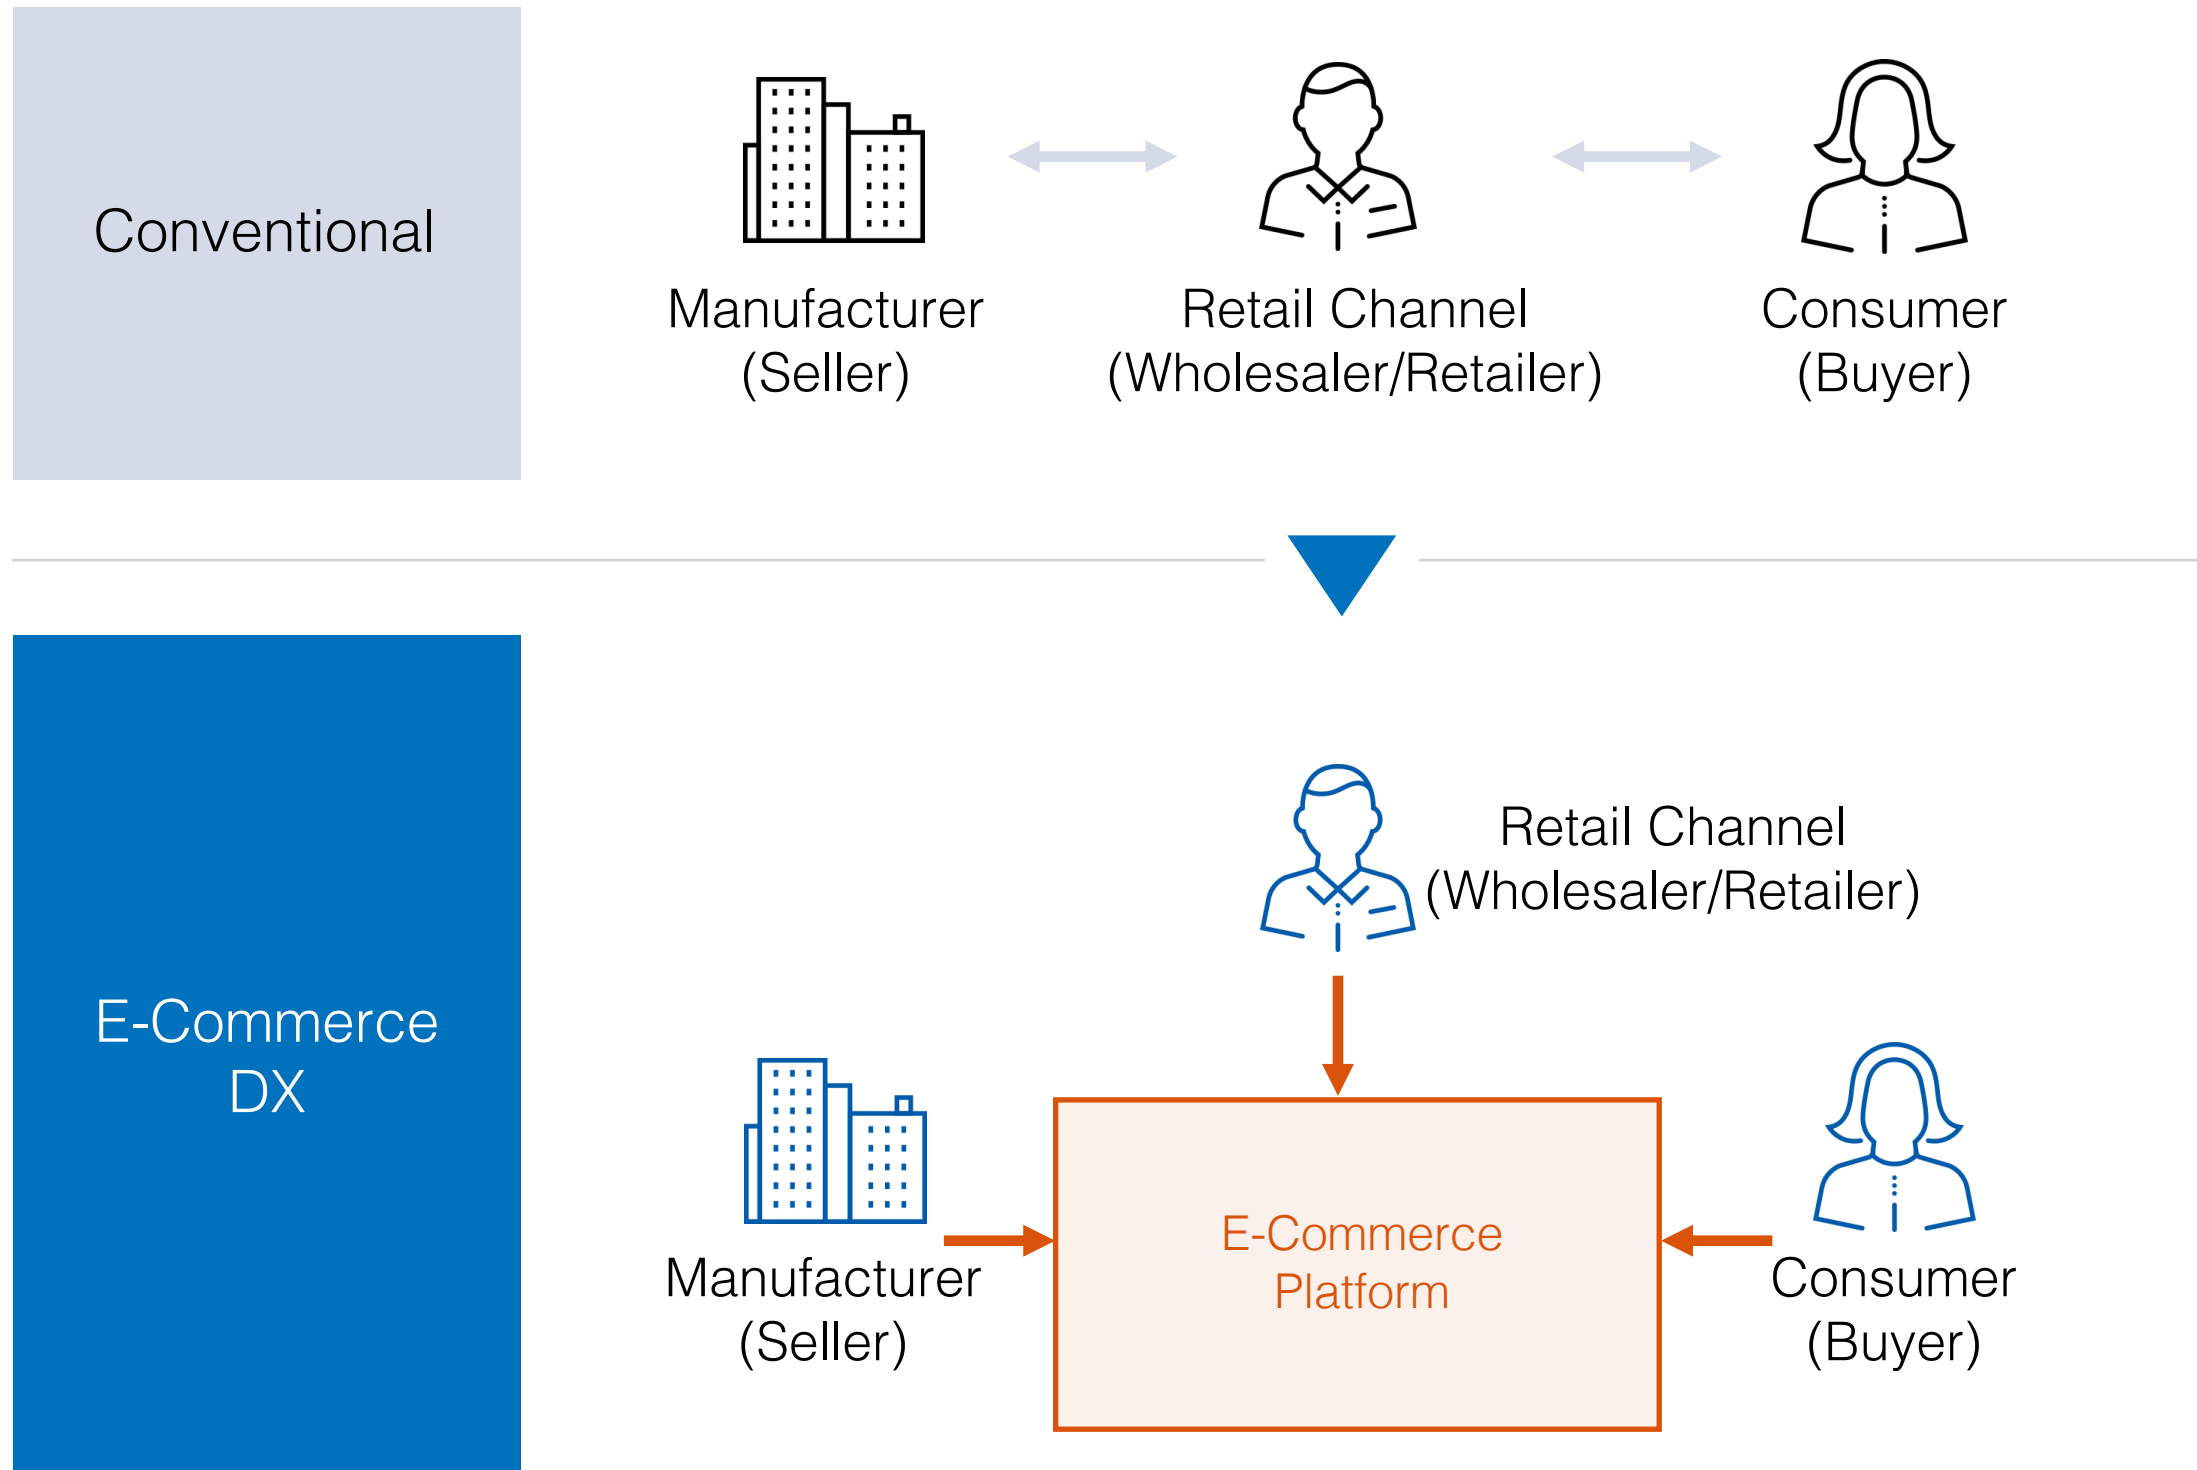 Conventional
Manufacturer
(Seller)
Retail Channel
(Wholesaler/Retailer)
Consumer
(Buyer)
E-Commerce
DX
Retail Channel
(Wholesaler/Retailer)
Manufacturer
(Seller)
E-Commerce
Platform
Consumer
(Buyer)